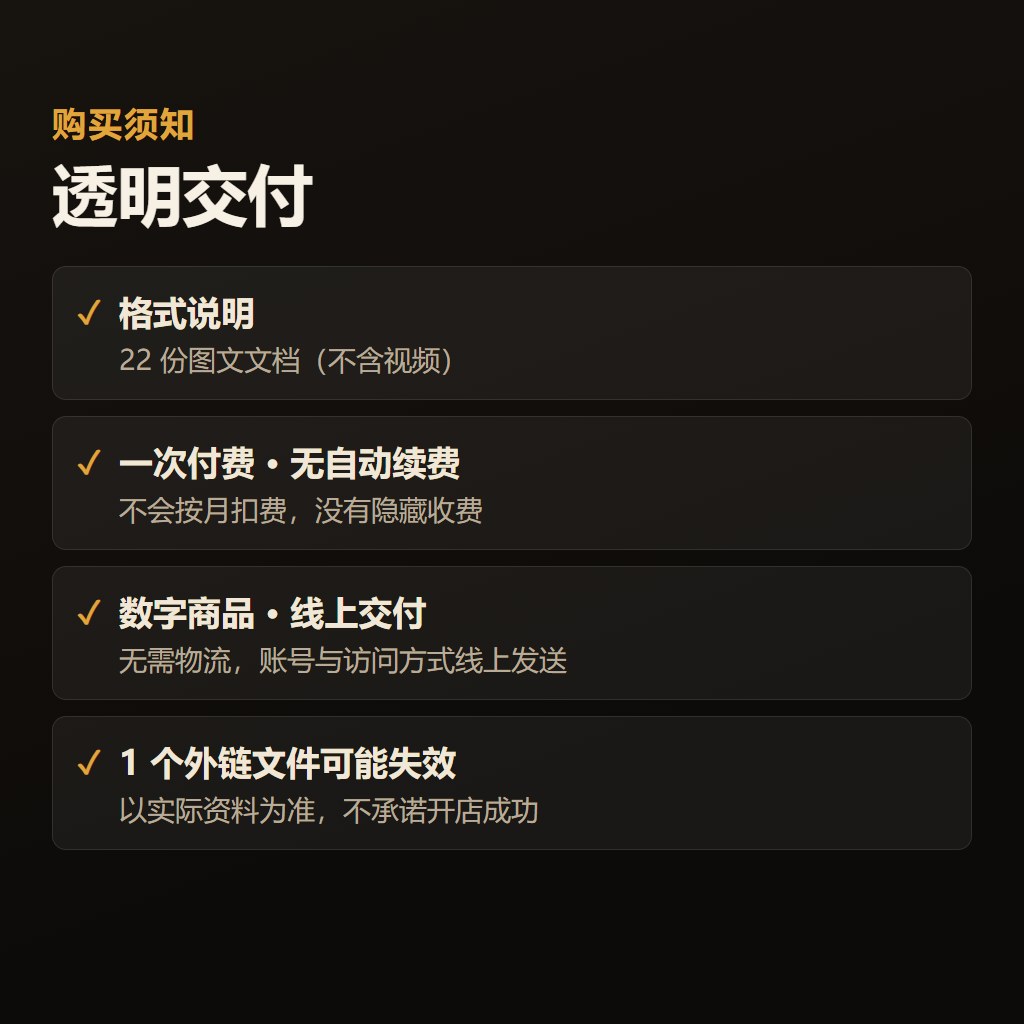 购买须知
透明交付
✓ 格式说明
22 份图文文档（不含视频）
✓ 一次付费 · 无自动续费
不会按月扣费，没有隐藏收费
✓ 数字商品 · 线上交付
无需物流，账号与访问方式线上发送
✓ 1 个外链文件可能失效
以实际资料为准，不承诺开店成功